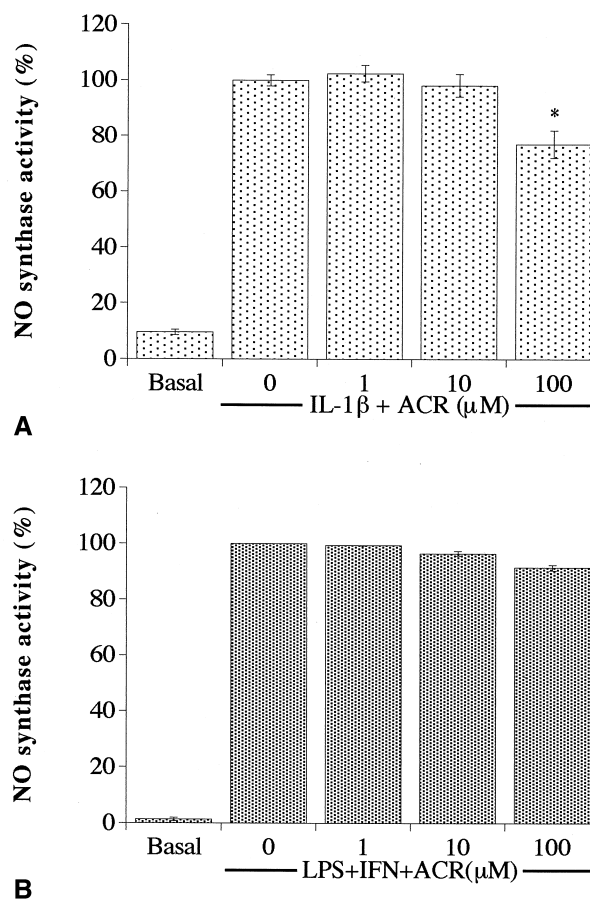 120
100
80
60
40
20
0
NO synthase activity (%)
*
Basal 0 1 10 100
IL-1β + ACR (μM)
A
120
100
80
60
40
20
0
NO synthase activity (%)
Basal 0 1 10 100
LPS+IFN+ACR(μM)
B